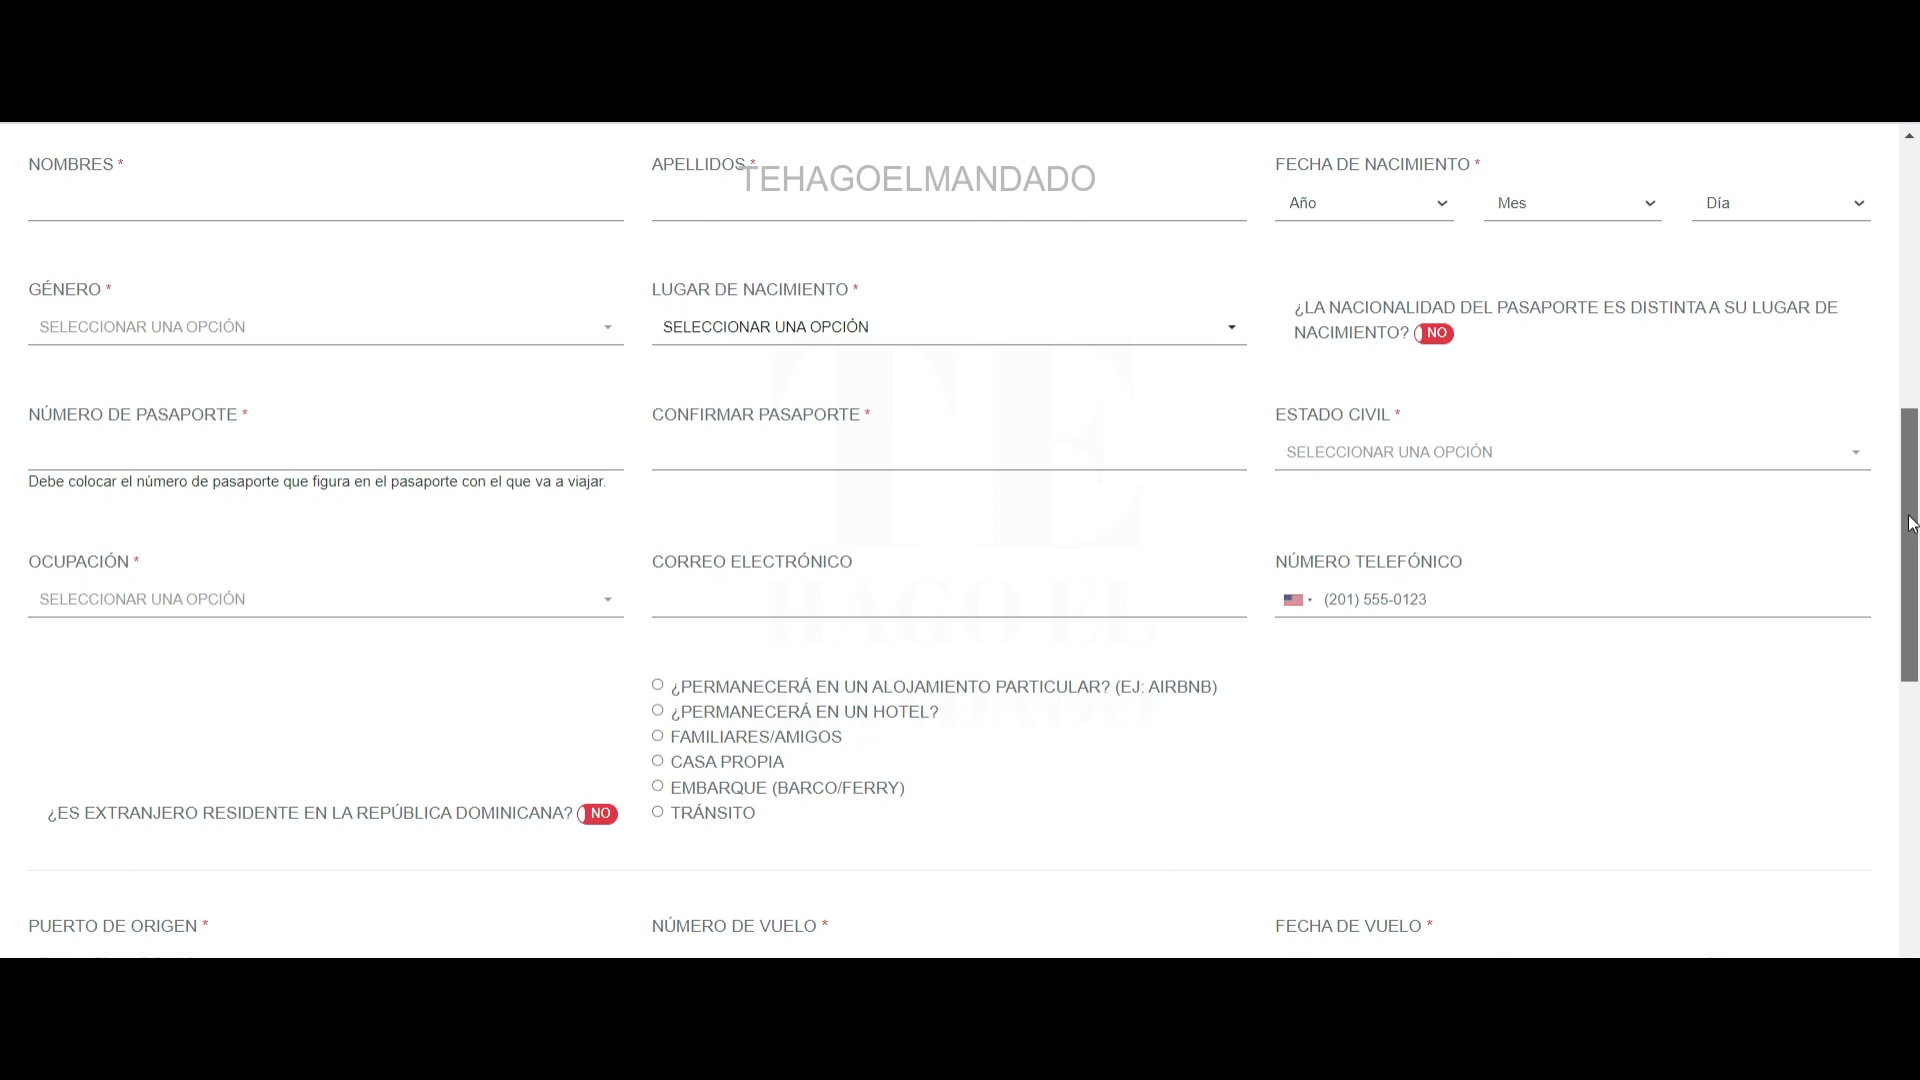 NOMBRES *
APELLIDOS *
TEHAGOELMANDADO
FECHA DE NACIMIENTO *
Año
Mes
Día
GÉNERO *
SELECCIONAR UNA OPCIÓN
LUGAR DE NACIMIENTO *
SELECCIONAR UNA OPCIÓN
¿LA NACIONALIDAD DEL PASAPORTE ES DISTINTA A SU LUGAR DE
NACIMIENTO? NO
NÚMERO DE PASAPORTE *
Debe colocar el número de pasaporte que figura en el pasaporte con el que va a viajar.
CONFIRMAR PASAPORTE *
ESTADO CIVIL *
SELECCIONAR UNA OPCIÓN
TE
HAGO EL
MANDADO
OCUPACIÓN *
SELECCIONAR UNA OPCIÓN
CORREO ELECTRÓNICO
NÚMERO TELEFÓNICO
(201) 555-0123
¿ES EXTRANJERO RESIDENTE EN LA REPÚBLICA DOMINICANA? NO
¿PERMANECERÁ EN UN ALOJAMIENTO PARTICULAR? (EJ: AIRBNB)
¿PERMANECERÁ EN UN HOTEL?
FAMILIARES/AMIGOS
CASA PROPIA
EMBARQUE (BARCO/FERRY)
TRÁNSITO
PUERTO DE ORIGEN *
NÚMERO DE VUELO *
FECHA DE VUELO *